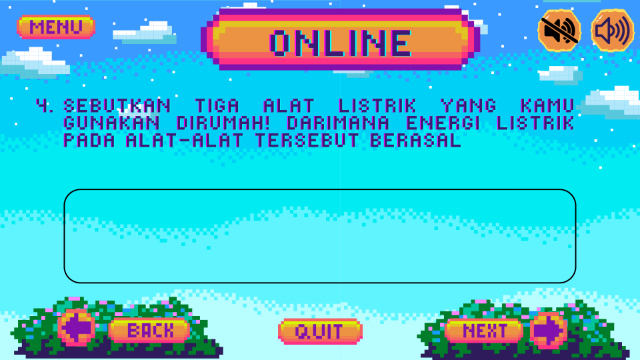 MENU
ONLINE
4. SEBUTKAN TIGA ALAT LISTRIK YANG KAMU
GUNAKAN DIRUMAH! DARIMANA ENERGI LISTRIK
PADA ALAT-ALAT TERSEBUT BERASAL
BACK
QUIT
NEXT